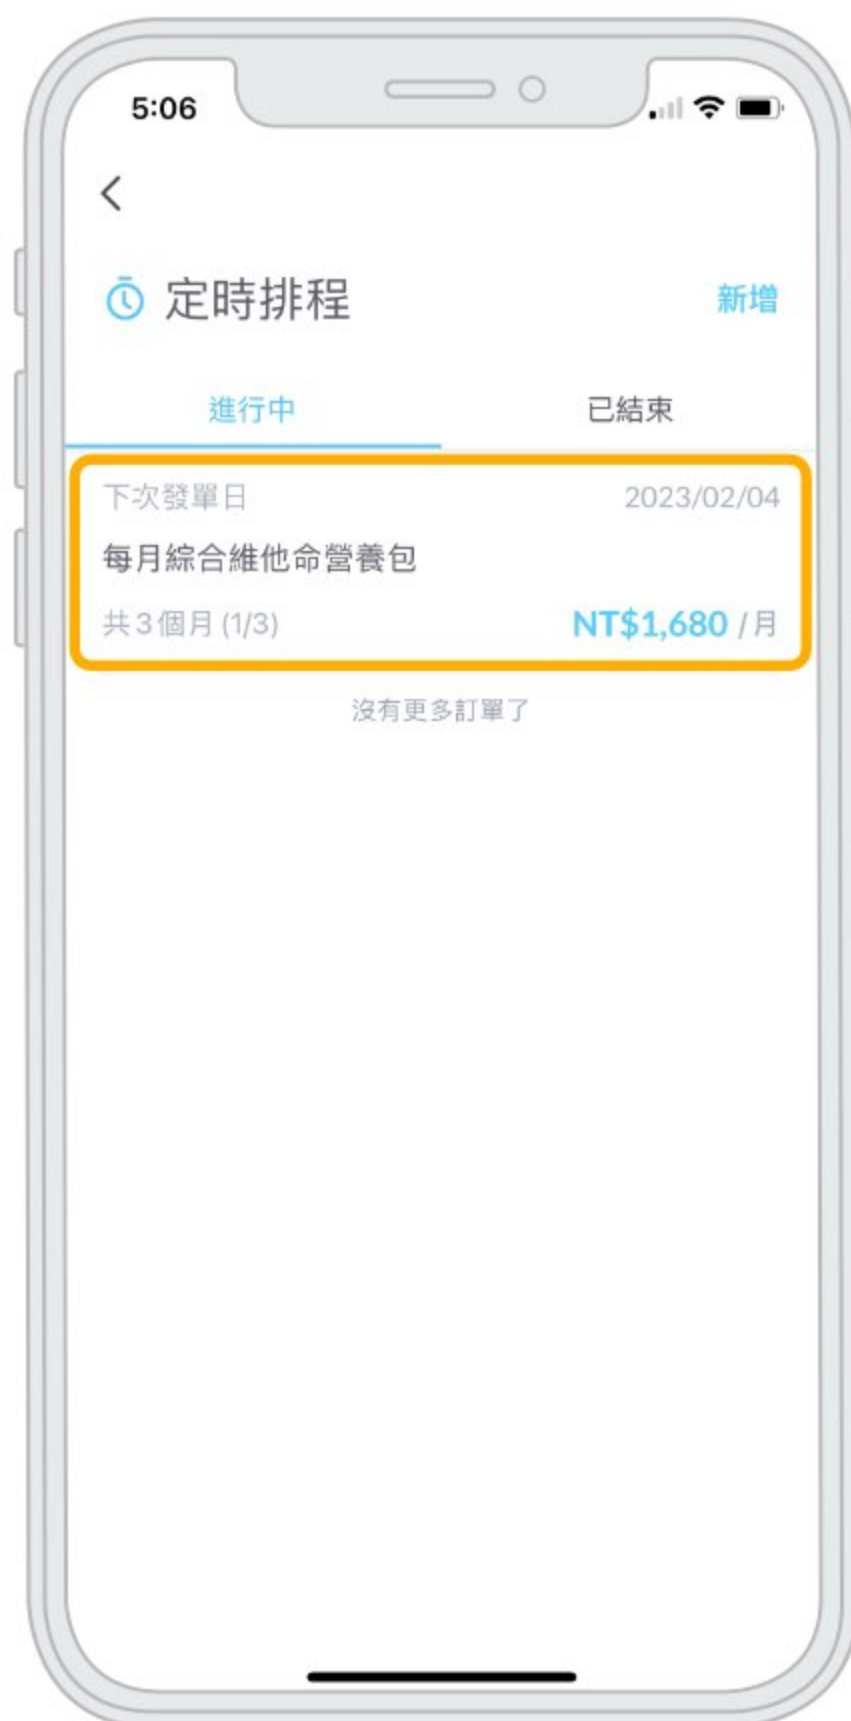 5:06
定時排程
新增
進行中
已結束
下次發單日
2023/02/04
每月綜合維他命營養包
共3個月 (1/3)
NT$1,680 /月
沒有更多訂單了